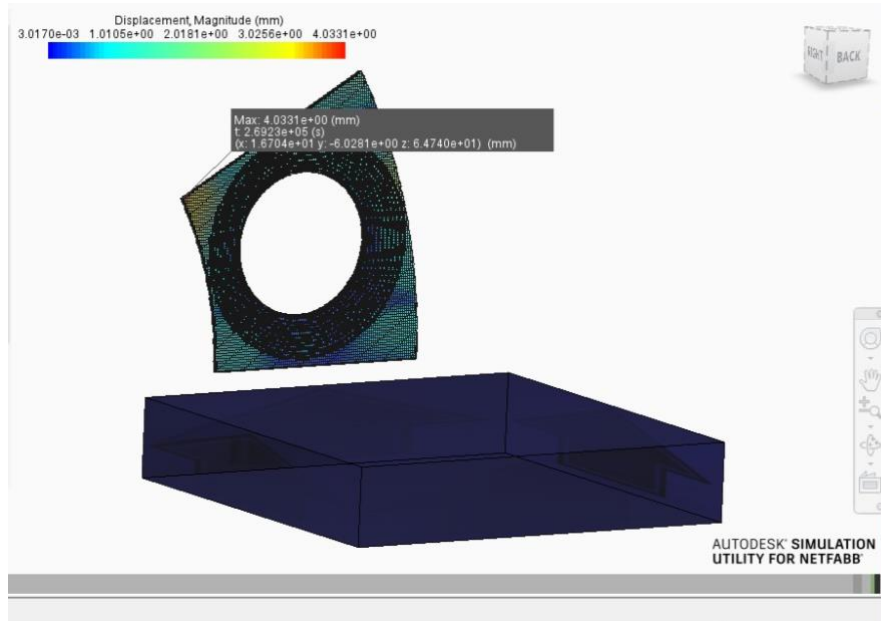 Displacement, Magnitude (mm)
3.0170e-03 1.0105e+00 2.0181e+00 3.0256e+00 4.0331e+00
RIGHT BACK
Max: 4.0331e+00 (mm)
t: 2.6923e+05 (s)
(x: 1.6704e+01 y: -6.0281e+00 z: 6.4740e+01) (mm)
AUTODESK® SIMULATION
UTILITY FOR NETFABB®